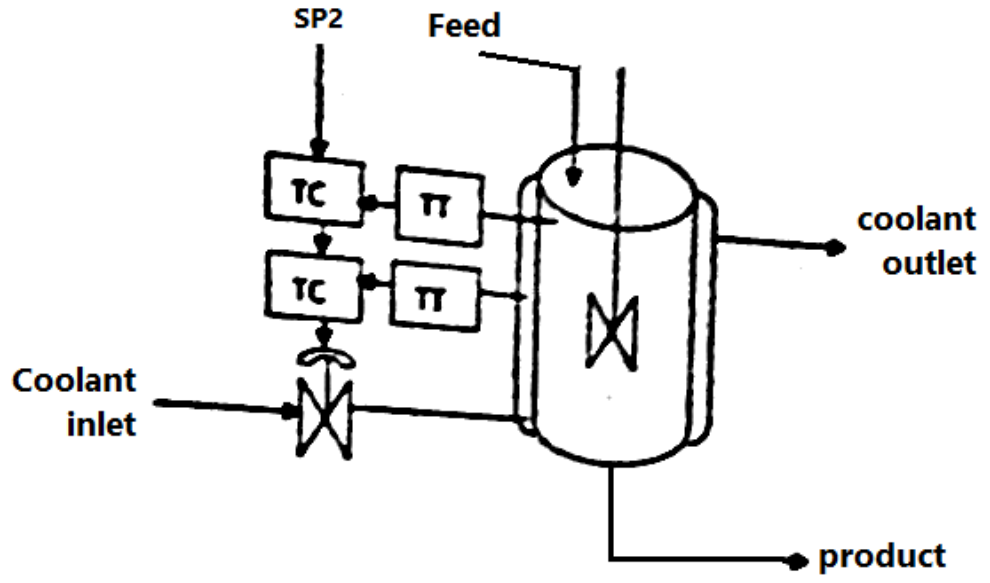 SP2
Feed
TC
TT
TC
TT
coolant
outlet
Coolant
inlet
product